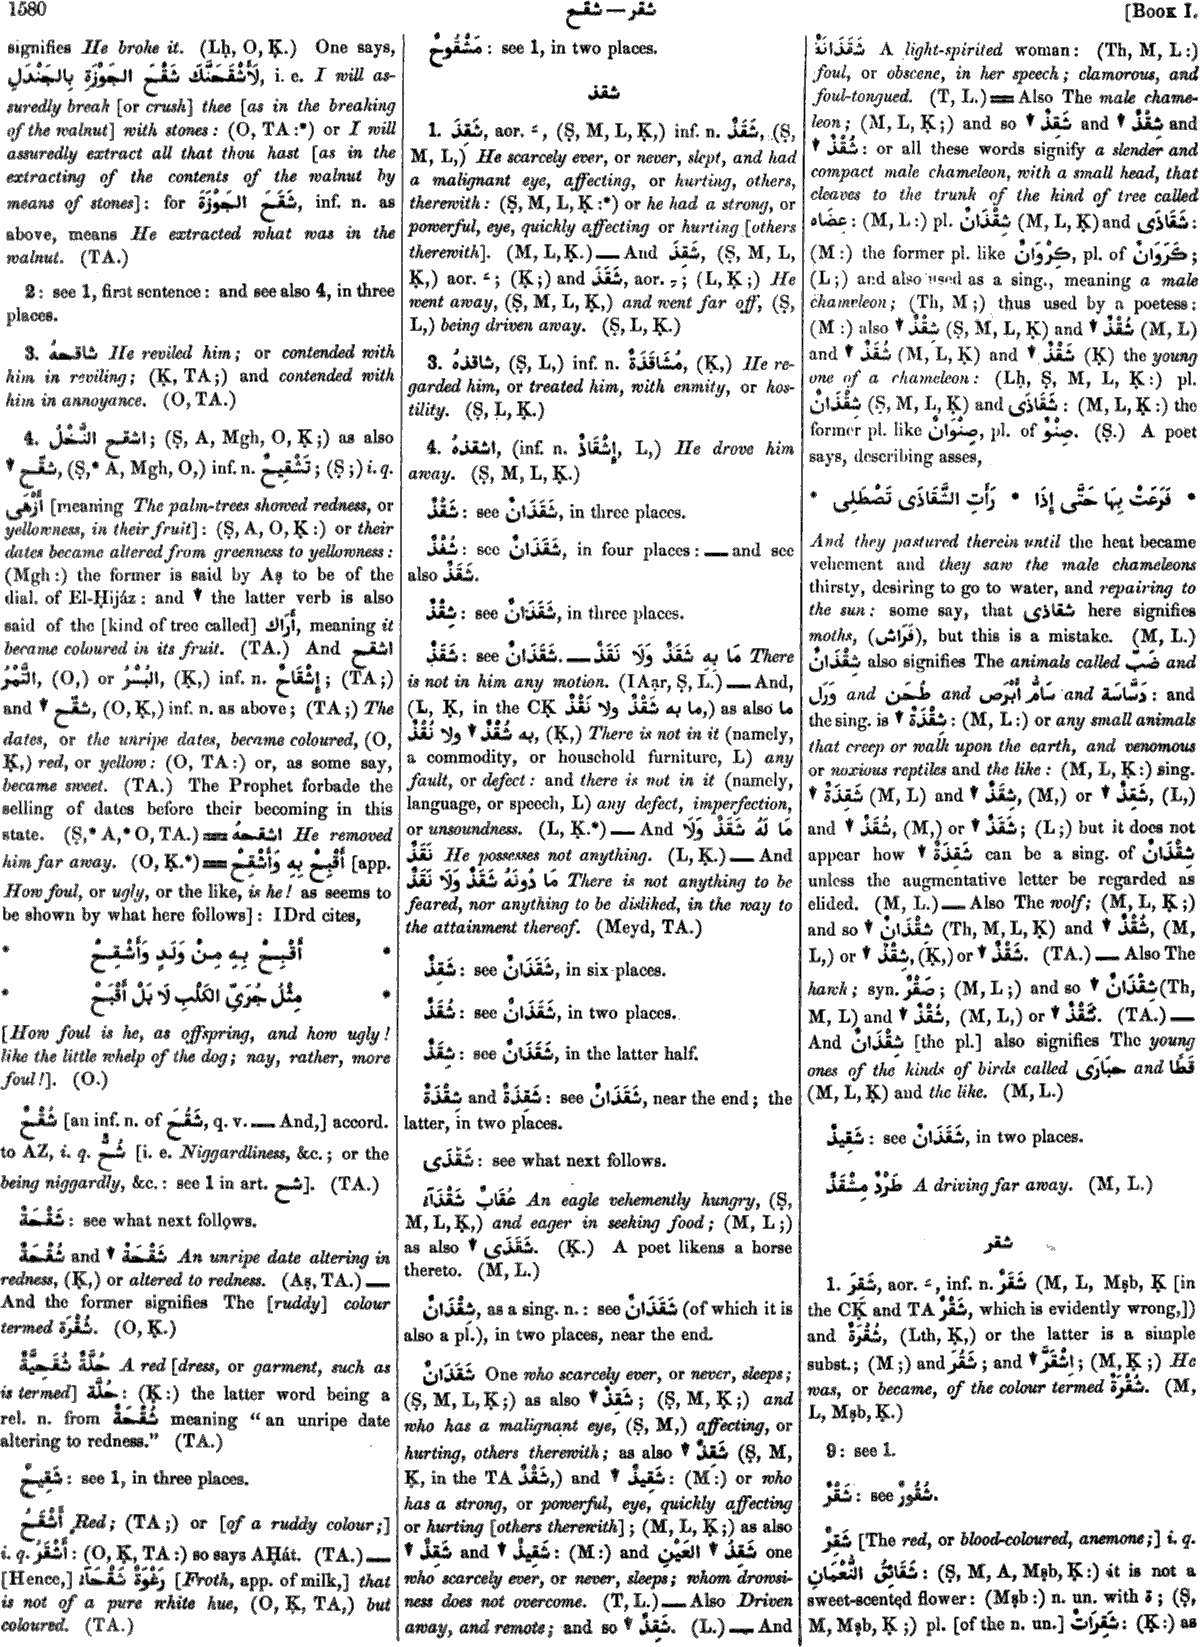 1580
شقر — شقح
[BOOK I.
signifies He broke it. (Lḥ, O, Ḳ.) One says,
لَأَشْقَحَنَّكَ شَقْحَ الجَوْزَةِ بِالجَنْدَلِ, i. e. I will as-
suredly break [or crush] thee [as in the breaking
of the walnut] with stones: (O, TA:*) or I will
assuredly extract all that thou hast [as in the
extracting of the contents of the walnut by
means of stones]: for شَقَحَ الجَوْزَةَ, inf. n. as
above, means He extracted what was in the
walnut. (TA.)
2: see 1, first sentence: and see also 4, in three
places.
3. شاقحهُ He reviled him; or contended with
him in reviling; (Ḳ, TA;) and contended with
him in annoyance. (O, TA.)
4. اشقح النَّخْلُ; (Ṣ, A, Mgh, O, Ḳ;) as also
▼ شقّح, (Ṣ,* A, Mgh, O,) inf. n. تَشْقِيحٌ; (Ṣ;) i. q.
أَزْهَى [meaning The palm-trees showed redness, or
yellowness, in their fruit]: (Ṣ, A, O, Ḳ:) or their
dates became altered from greenness to yellowness:
(Mgh:) the former is said by Aṣ to be of the
dial. of El-Ḥijáz: and ▼ the latter verb is also
said of the [kind of tree called] أَرَاك, meaning it
became coloured in its fruit. (TA.) And اشقح
التَّمْرُ, (O,) or البُسْرُ, (Ḳ,) inf. n. إِشْقَاحٌ; (TA;)
and ▼ شقّح, (O, Ḳ,) inf. n. as above; (TA;) The
dates, or the unripe dates, became coloured, (O,
Ḳ,) red, or yellow: (O, TA:) or, as some say,
became sweet. (TA.) The Prophet forbade the
selling of dates before their becoming in this
state. (Ṣ,* A,* O, TA.) ═ اشقحهُ He removed
him far away. (O, Ḳ.*) ═ أَقْبِحْ بِهِ وَأَشْقِحْ [app.
How foul, or ugly, or the like, is he! as seems to
be shown by what here follows]: IDrd cites,
* أَقْبِحْ بِهِ مِنْ وَلَدٍ وَأَشْقِحْ *
* مِثْلُ جُرَىِّ الكَلْبِ لَا بَلْ أَقْبَحْ *
[How foul is he, as offspring, and how ugly!
like the little whelp of the dog; nay, rather, more
foul!]. (O.)
شُقْحٌ [an inf. n. of شَقُحَ, q. v. — And,] accord.
to AZ, i. q. شُحٌّ [i. e. Niggardliness, &c.; or the
being niggardly, &c.: see 1 in art. شح]. (TA.)
شَقْحَةٌ: see what next follows.
شُقْحَةٌ and ▼ شَقْحَةٌ An unripe date altering in
redness, (Ḳ,) or altered to redness. (Aṣ, TA.) —
And the former signifies The [ruddy] colour
termed شُقْرَة. (O, Ḳ.)
حُلَّةٌ شُقَحِيَّةٌ A red [dress, or garment, such as
is termed] حُلَّة: (Ḳ:) the latter word being a
rel. n. from شُقْحَةٌ meaning “an unripe date
altering to redness.” (TA.)
شَقِيحٌ: see 1, in three places.
أَشْقَحُ Red; (TA;) or [of a ruddy colour;]
i. q. أَشْقَرُ: (O, Ḳ, TA:) so says AḤát. (TA.) —
[Hence,] رَغْوَةٌ شَقْحَآءُ [Froth, app. of milk,] that
is not of a pure white hue, (O, Ḳ, TA,) but
coloured. (TA.)
مَشْقُوحٌ: see 1, in two places.
شقذ
1. شَقِذَ, aor. ـَ, (Ṣ, M, L, Ḳ,) inf. n. شَقَذٌ, (Ṣ,
M, L,) He scarcely ever, or never, slept, and had
a malignant eye, affecting, or hurting, others,
therewith: (Ṣ, M, L, Ḳ:*) or he had a strong, or
powerful, eye, quickly affecting or hurting [others
therewith]. (M, L, Ḳ.) — And شَقِذَ, (Ṣ, M, L,
Ḳ,) aor. ـَ; (Ḳ;) and شَقَذَ, aor. ـِ; (L, Ḳ;) He
went away, (Ṣ, M, L, Ḳ,) and went far off, (Ṣ,
L,) being driven away. (Ṣ, L, Ḳ.)
3. شاقذهُ, (Ṣ, L,) inf. n. مُشَاقَذَةٌ, (Ḳ,) He re-
garded him, or treated him, with enmity, or hos-
tility. (Ṣ, L, Ḳ.)
4. اشقذهُ, (inf. n. إِشْقَاذٌ, L,) He drove him
away. (Ṣ, M, L, Ḳ.)
شَقْذٌ: see شَقَذَانٌ, in three places.
شُقْذٌ: see شَقَذَانٌ, in four places: — and see
also شَقَذٌ.
شِقْذٌ: see شَقَذَانٌ, in three places.
شَقَذٌ: see شَقَذَانٌ. — مَا بِهِ شَقَذٌ وَلَا نَقَذٌ There
is not in him any motion. (IAạr, Ṣ, L.) — And,
(L, Ḳ, in the CḲ ما به شَقْذٌ ولا نَقْذٌ,) as also ما
به شُقْذٌ▼ ولا نُقْذٌ, (Ḳ,) There is not in it (namely,
a commodity, or household furniture, L) any
fault, or defect: and there is not in it (namely,
language, or speech, L) any defect, imperfection,
or unsoundness. (L, Ḳ.*) — And مَا لَهُ شَقَذٌ وَلَا
نَقَذٌ He possesses not anything. (L, Ḳ.) — And
مَا دُونَهُ شَقَذٌ وَلَا نَقَذٌ There is not anything to be
feared, nor anything to be disliked, in the way to
the attainment thereof. (Meyd, TA.)
شَقِذٌ: see شَقَذَانٌ, in six places.
شُقَذٌ: see شَقَذَانٌ, in two places.
شِقَذٌ: see شَقَذَانٌ, in the latter half.
شِقْذَةٌ and شَقِذَةٌ: see شَقَذَانٌ, near the end; the
latter, in two places.
شَقْذَى: see what next follows.
عُقَابٌ شَقْذَآءُ An eagle vehemently hungry, (Ṣ,
M, L, Ḳ,) and eager in seeking food; (M, L;)
as also ▼ شَقْذَى. (Ḳ.) A poet likens a horse
thereto. (M, L.)
شِقْذَانٌ, as a sing. n.: see شَقَذَانٌ (of which it is
also a pl.), in two places, near the end.
شَقَذَانٌ One who scarcely ever, or never, sleeps;
(Ṣ, M, L, Ḳ;) as also ▼ شَقِذٌ; (Ṣ, M, Ḳ;) and
who has a malignant eye, (Ṣ, M,) affecting, or
hurting, others therewith; as also ▼ شَقِذٌ (Ṣ, M,
Ḳ, in the TA شَقْذٌ,) and ▼ شَقِيذٌ: (M:) or who
has a strong, or powerful, eye, quickly affecting
or hurting [others therewith]; (M, L, Ḳ;) as also
▼ شَقِذٌ and ▼ شَقِيذٌ: (M:) and شَقِذُ ▼ العَيْنِ one
who scarcely ever, or never, sleeps; whom drowsi-
ness does not overcome. (T, L.) — Also Driven
away, and remote; and so ▼ شَقِذٌ. (L.) — And
شَقَذَانَةٌ A light-spirited woman: (Th, M, L:)
foul, or obscene, in her speech; clamorous, and
foul-tongued. (T, L.) ═ Also The male chame-
leon; (M, L, Ḳ;) and so ▼ شَقِذٌ and ▼ شِقْذٌ and
▼ شُقْذٌ: or all these words signify a slender and
compact male chameleon, with a small head, that
cleaves to the trunk of the kind of tree called
عِضَاه: (M, L:) pl. شِقْذَانٌ (M, L, Ḳ) and شَقَاذَى:
(M:) the former pl. like كِرْوَانٌ, pl. of كَرَوَانٌ;
(L;) and also used as a sing., meaning a male
chameleon; (Th, M;) thus used by a poetess:
(M:) also ▼ شِقْذٌ (Ṣ, M, L, Ḳ) and ▼ شُقْذٌ (M, L)
and ▼ شُقَذٌ (M, L, Ḳ) and ▼ شَقْذٌ (Ḳ) the young
one of a chameleon: (Lḥ, Ṣ, M, L, Ḳ:) pl.
شِقْذَانٌ (Ṣ, M, L, Ḳ) and شَقَاذَى: (M, L, Ḳ:) the
former pl. like صِنْوَانٌ, pl. of صِنْوٌ. (Ṣ.) A poet
says, describing asses,
* فَرَعَتْ بِهَا حَتَّى إِذَا * رَأَتِ الشَّقَاذَى تَصْطَلِى *
And they pastured therein until the heat became
vehement and they saw the male chameleons
thirsty, desiring to go to water, and repairing to
the sun: some say, that شقاذى here signifies
moths, (فَرَاش), but this is a mistake. (M, L.)
شِقْذَانٌ also signifies The animals called ضَبّ and
وَرَل and طُحَن and سَامُّ أَبْرَص and دَسَّاسَة: and
the sing. is ▼ شِقْذَةٌ: (M, L:) or any small animals
that creep or walk upon the earth, and venomous
or noxious reptiles and the like: (M, L, Ḳ:) sing.
▼ شَقِذَةٌ (M, L) and ▼ شِقَذٌ, (M,) or ▼ شَقِذٌ, (L,)
and ▼ شُقَذٌ, (M,) or ▼ شَقْذٌ; (L;) but it does not
appear how ▼ شَقِذَةٌ can be a sing. of شِقْذَانٌ
unless the augmentative letter be regarded as
elided. (M, L.) — Also The wolf; (M, L, Ḳ;)
and so ▼ شِقْذَانٌ (Th, M, L, Ḳ) and ▼ شُقْذٌ, (M,
L,) or ▼ شِقْذٌ, (Ḳ,) or ▼ شَقْذٌ. (TA.) — Also The
hawk; syn. صَقْرٌ; (M, L;) and so ▼ شِقْذَانٌ (Th,
M, L) and ▼ شُقْذٌ, (M, L,) or ▼ شَقْذٌ. (TA.) —
And شِقْذَانٌ [the pl.] also signifies The young
ones of the kinds of birds called حبَارَى and قَطًا
(M, L, Ḳ) and the like. (M, L.)
شَقِيذٌ: see شَقَذَانٌ, in two places.
طَرْدٌ مِشْقَذٌ A driving far away. (M, L.)
شقر
1. شَقِرَ, aor. ـَ, inf. n. شَقَرٌ (M, L, Mṣb, Ḳ [in
the CḲ and TA شَقْرٌ, which is evidently wrong,])
and شُقْرَةٌ, (Lth, Ḳ,) or the latter is a simple
subst.; (M;) and شَقُرَ; and ▼ اِشْقَرَّ; (M, Ḳ;) He
was, or became, of the colour termed شُقْرَةٌ. (M,
L, Mṣb, Ḳ.)
9: see 1.
شَقْرٌ: see شُقُورٌ.
شَقِرٌ [The red, or blood-coloured, anemone;] i. q.
شَقَائِقُ النُّعْمَانِ: (Ṣ, M, A, Mṣb, Ḳ:) it is not a
sweet-scented flower: (Mṣb:) n. un. with ة; (Ṣ,
M, Mṣb, Ḳ;) pl. [of the n. un.] شَقِرَاتٌ: (Ḳ:) as